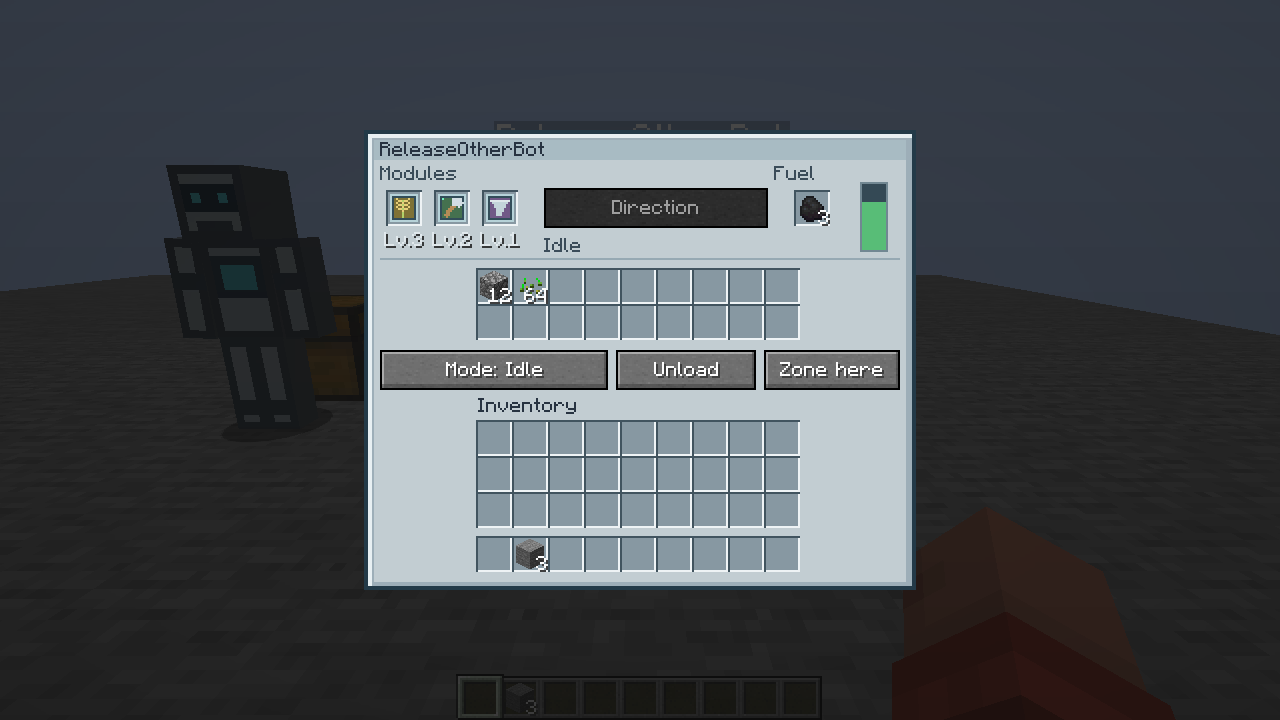 ReleaseOtherBot
Modules
Fuel
Direction
3
Lv.3 Lv.2 Lv.1
Idle
12 64
Mode: Idle
Unload
Zone here
Inventory
3
3